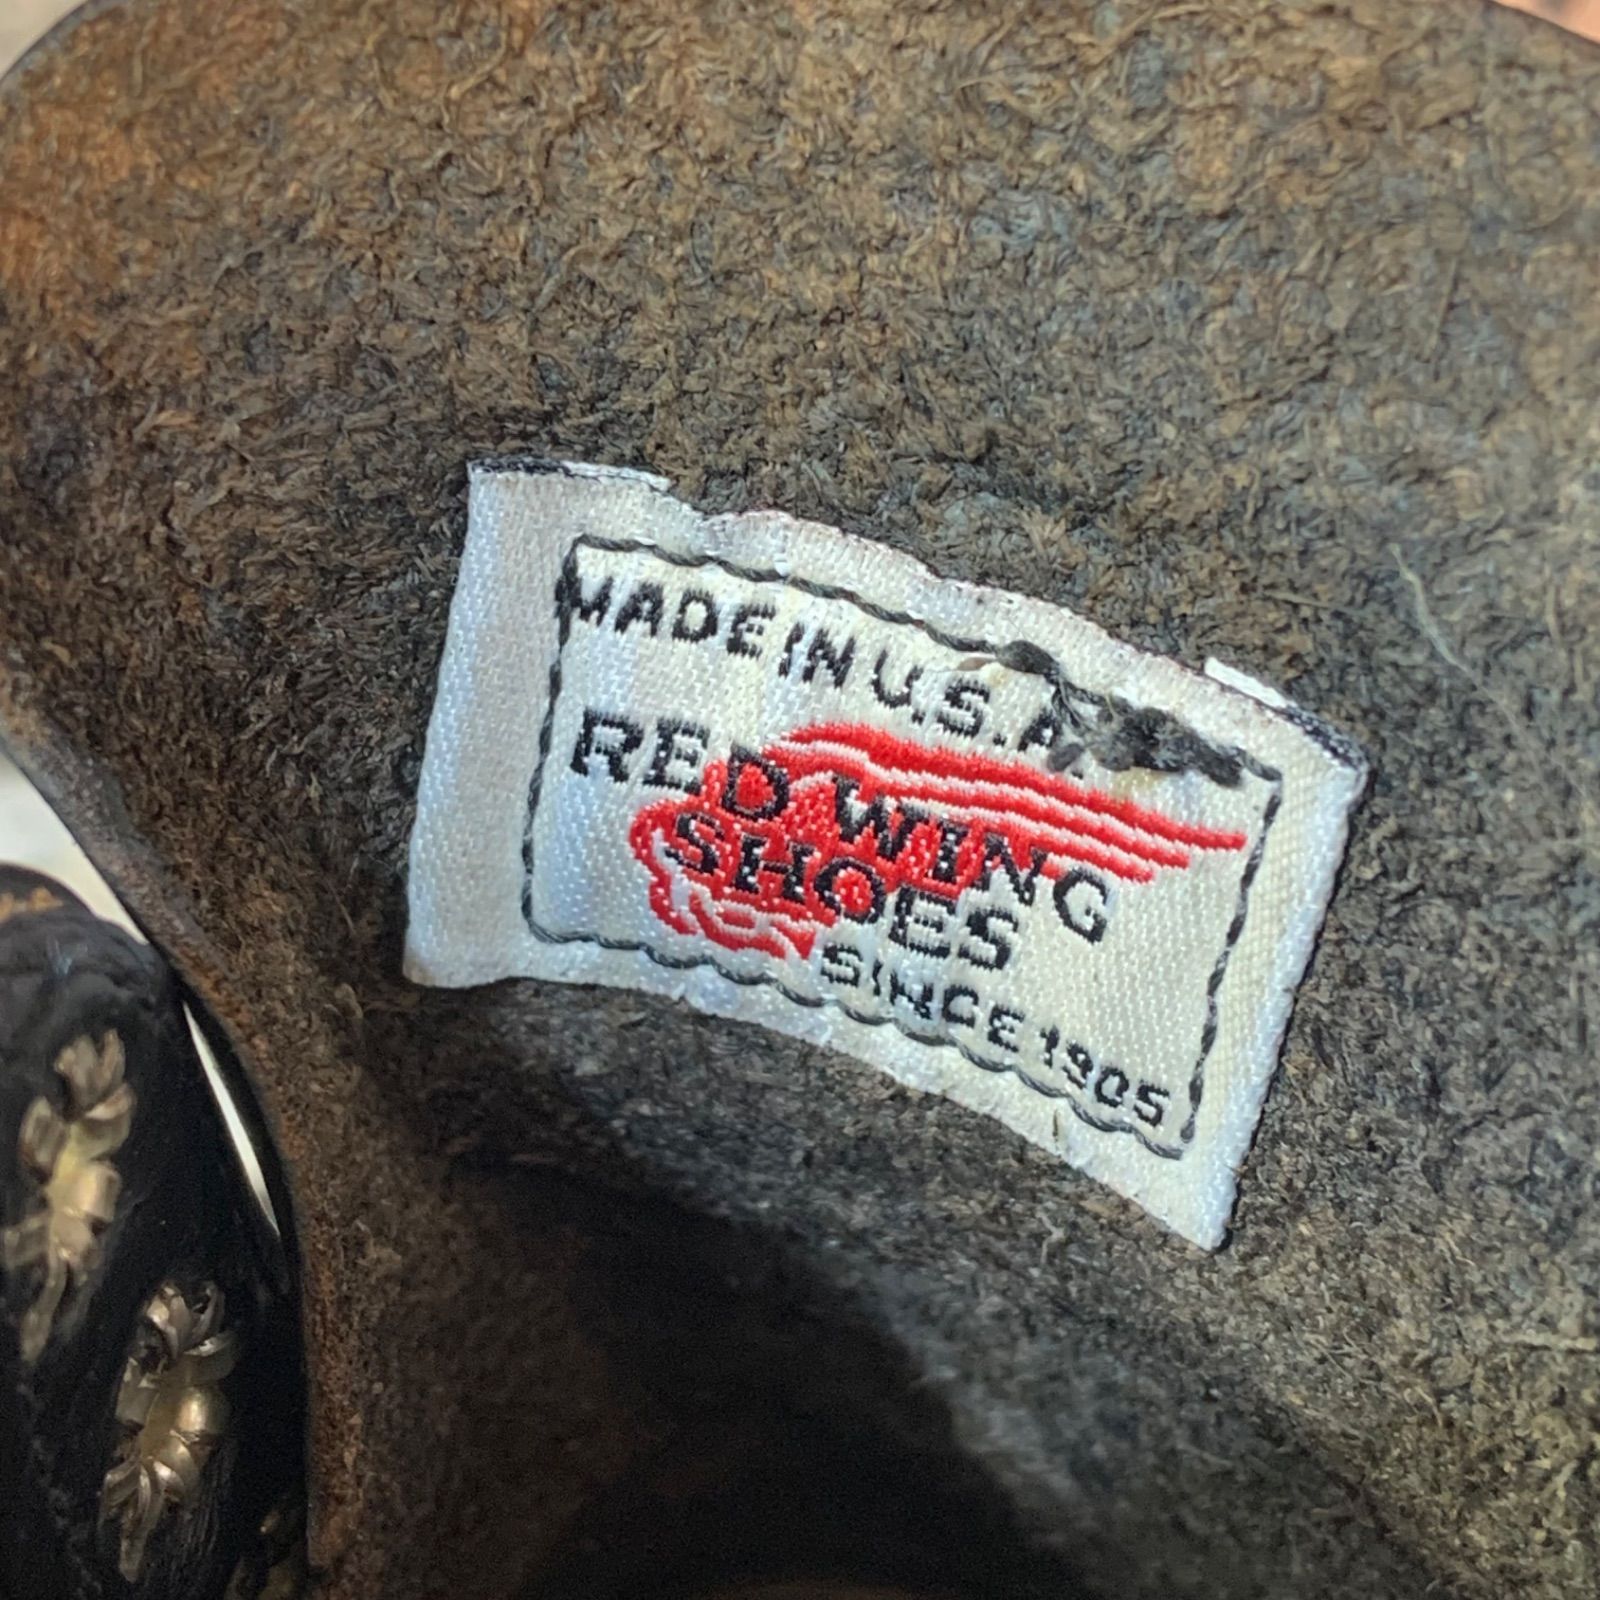 MADE IN U.S.A.
RED WING
SHOES
SINCE 1905